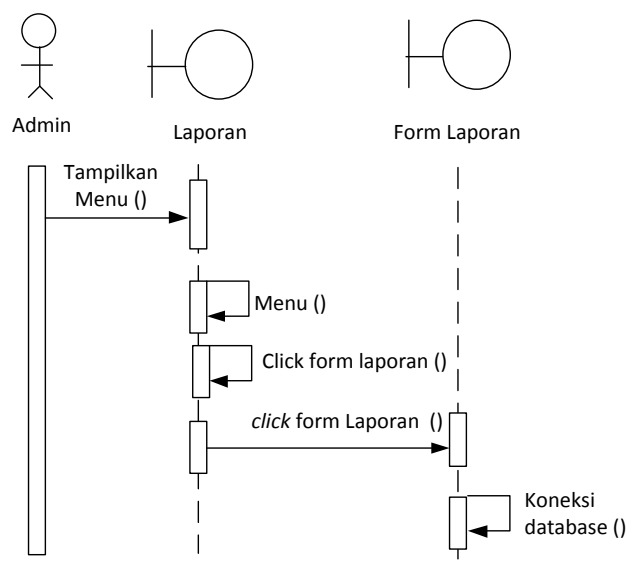 Admin
Laporan
Form Laporan
Tampilkan
Menu ()
Menu ()
Click form laporan ()
click form Laporan ()
Koneksi
database ()